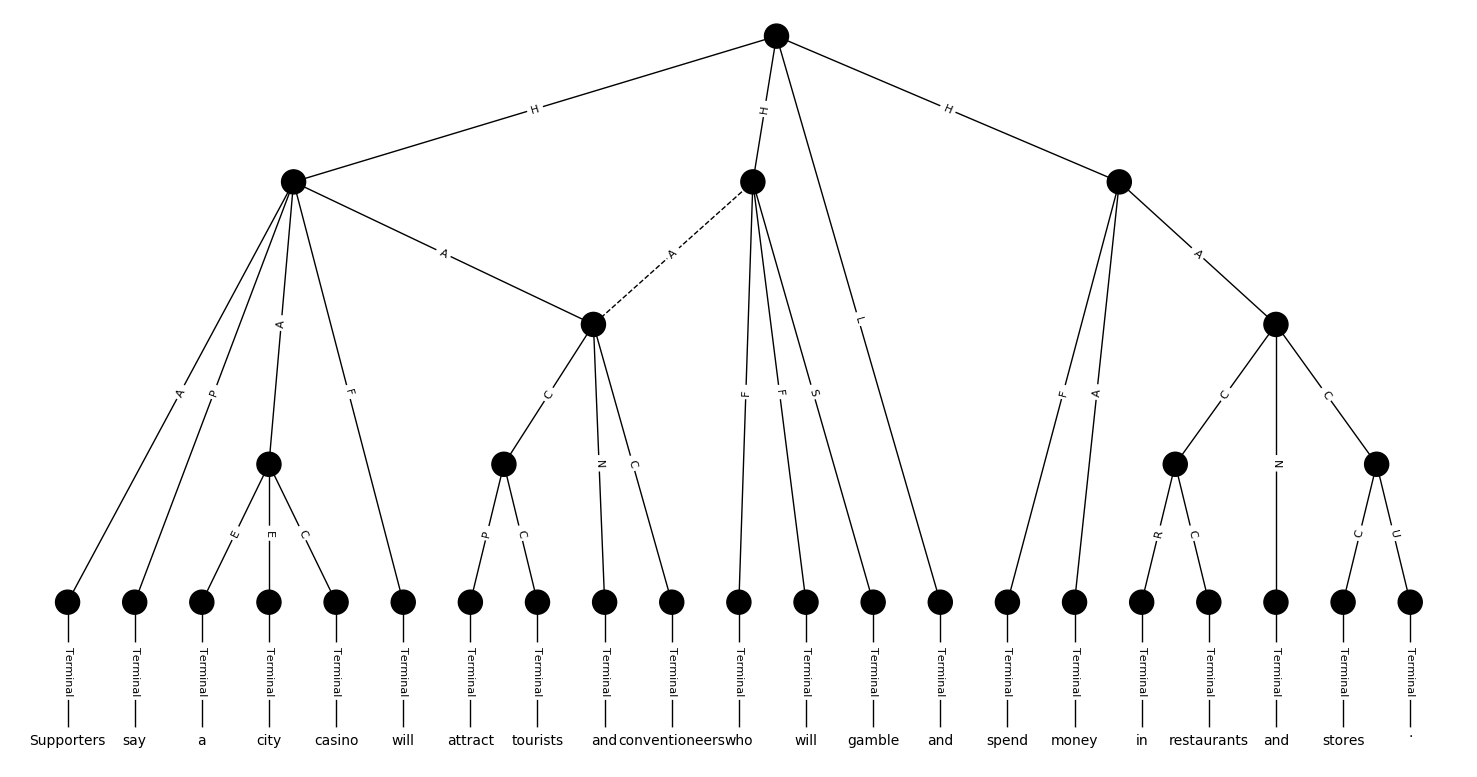 H H H
A A A L
A P A F F F S F A
C C C
E E C P C N C R C N C U
Terminal Terminal Terminal Terminal Terminal Terminal Terminal Terminal Terminal Terminal Terminal Terminal Terminal Terminal Terminal Terminal Terminal Terminal Terminal Terminal Terminal
Supporters say a city casino will attract tourists and conventioneers who will gamble and spend money in restaurants and stores .